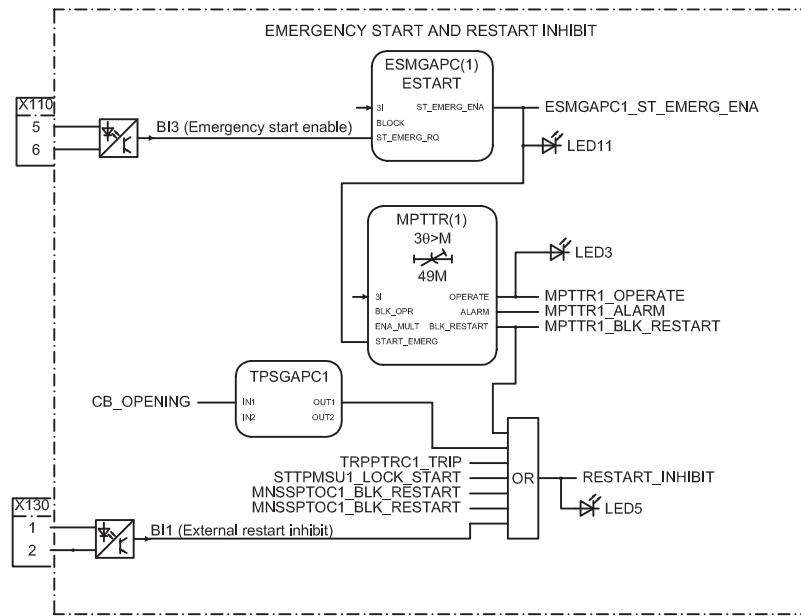 EMERGENCY START AND RESTART INHIBIT
ESMGAPC(1)
ESTART
3I
ST_EMERG_ENA
BLOCK
ST_EMERG_RQ
ESMGAPC1_ST_EMERG_ENA
LED11
X110
5
6
BI3 (Emergency start enable)
MPTTR(1)
3θ>M
49M
3I
OPERATE
BLK_OPR
ALARM
ENA_MULT
BLK_RESTART
START_EMERG
LED3
MPTTR1_OPERATE
MPTTR1_ALARM
MPTTR1_BLK_RESTART
TPSGAPC1
CB_OPENING
IN1
OUT1
IN2
OUT2
TRPPTRC1_TRIP
STTPMSU1_LOCK_START
MNSSPTOC1_BLK_RESTART
MNSSPTOC1_BLK_RESTART
OR
RESTART_INHIBIT
LED5
X130
1
2
BI1 (External restart inhibit)